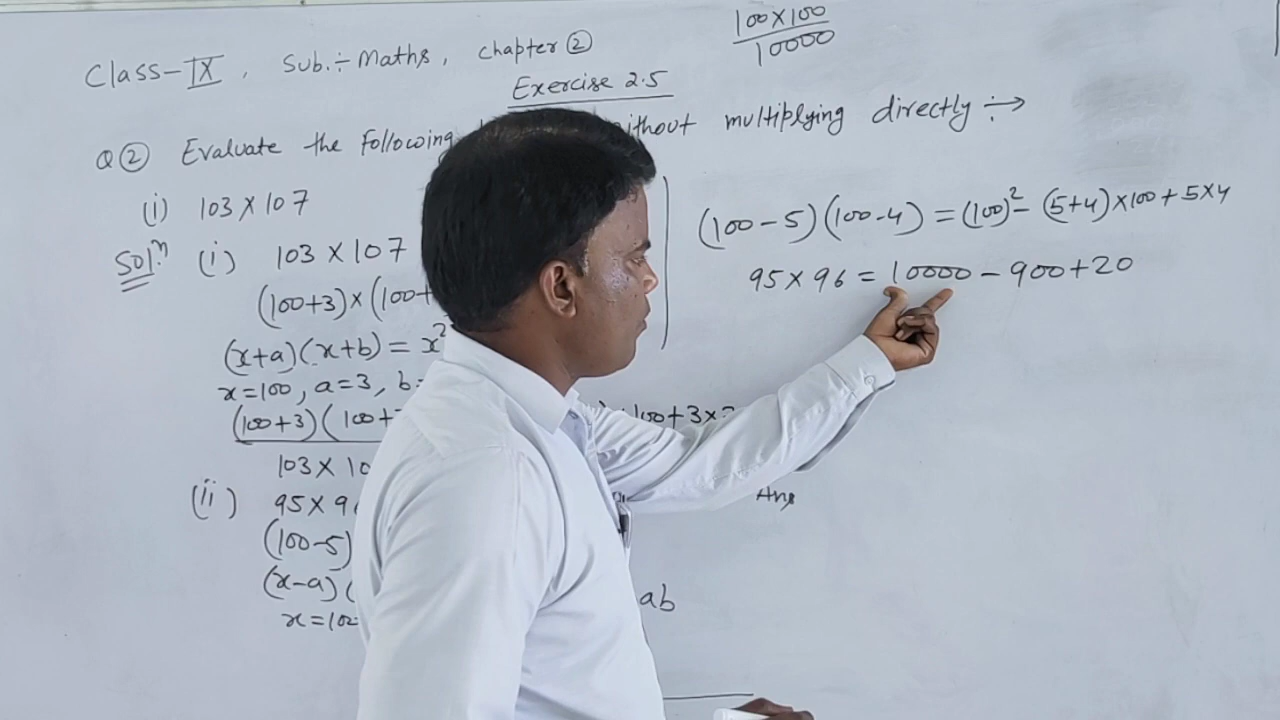 Class-IX, Sub.:- Maths, chapter ②
100×100
10000
Exercise 2.5
Q② Evaluate the Following without multiplying directly :→
(i) 103×107
Sol.ⁿ (i) 103×107
(100+3)×(100+
(x+a)(x+b) = x²
x=100, a=3, b=
(100+3)(100+ 100+3×
103×10
Ans
(ii) 95×9
(100-5)
(x-a)( ab
x=10
(100-5)(100-4) = (100)²- (5+4)×100+5×4
95×96 = 10000-900+20